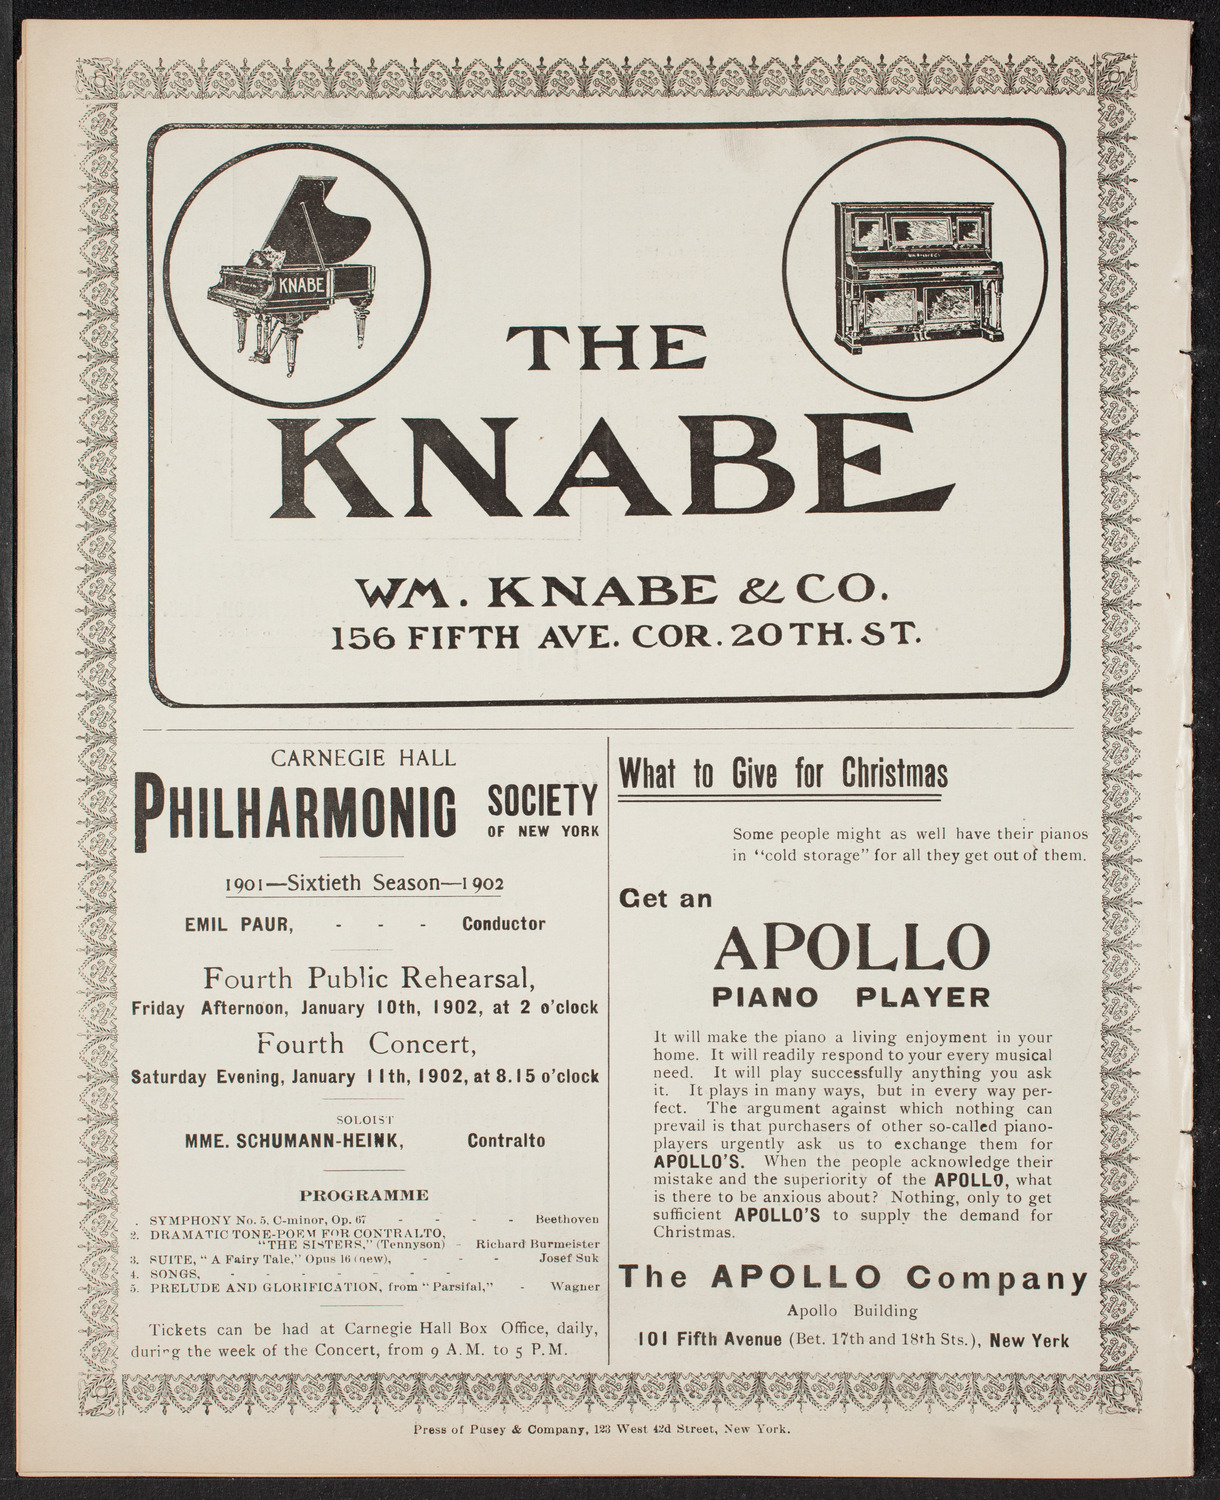 KNABE
WM. KNABE & CO.
THE
KNABE
WM. KNABE & CO.
156 FIFTH AVE. COR. 20TH. ST.
CARNEGIE HALL
PHILHARMONIC SOCIETY
OF NEW YORK
1901—Sixtieth Season—1902
EMIL PAUR, - - - Conductor
Fourth Public Rehearsal,
Friday Afternoon, January 10th, 1902, at 2 o'clock
Fourth Concert,
Saturday Evening, January 11th, 1902, at 8.15 o'clock
SOLOIST
MME. SCHUMANN-HEINK, Contralto
PROGRAMME
. SYMPHONY No. 5, C-minor, Op. 67 - - - - Beethoven
2. DRAMATIC TONE-POEM FOR CONTRALTO,
"THE SISTERS," (Tennyson) - Richard Burmeister
3. SUITE, "A Fairy Tale," Opus 16 (new), - - - Josef Suk
4. SONGS, - - - - - - -
5. PRELUDE AND GLORIFICATION, from "Parsifal," - Wagner
Tickets can be had at Carnegie Hall Box Office, daily,
during the week of the Concert, from 9 A.M. to 5 P.M.
What to Give for Christmas
Some people might as well have their pianos
in "cold storage" for all they get out of them.
Get an
APOLLO
PIANO PLAYER
It will make the piano a living enjoyment in your
home. It will readily respond to your every musical
need. It will play successfully anything you ask
it. It plays in many ways, but in every way per-
fect. The argument against which nothing can
prevail is that purchasers of other so-called piano-
players urgently ask us to exchange them for
APOLLO'S. When the people acknowledge their
mistake and the superiority of the APOLLO, what
is there to be anxious about? Nothing, only to get
sufficient APOLLO'S to supply the demand for
Christmas.
The APOLLO Company
Apollo Building
101 Fifth Avenue (Bet. 17th and 18th Sts.), New Yerk
Press of Pusey & Company, 123 West 42d Street, New York.